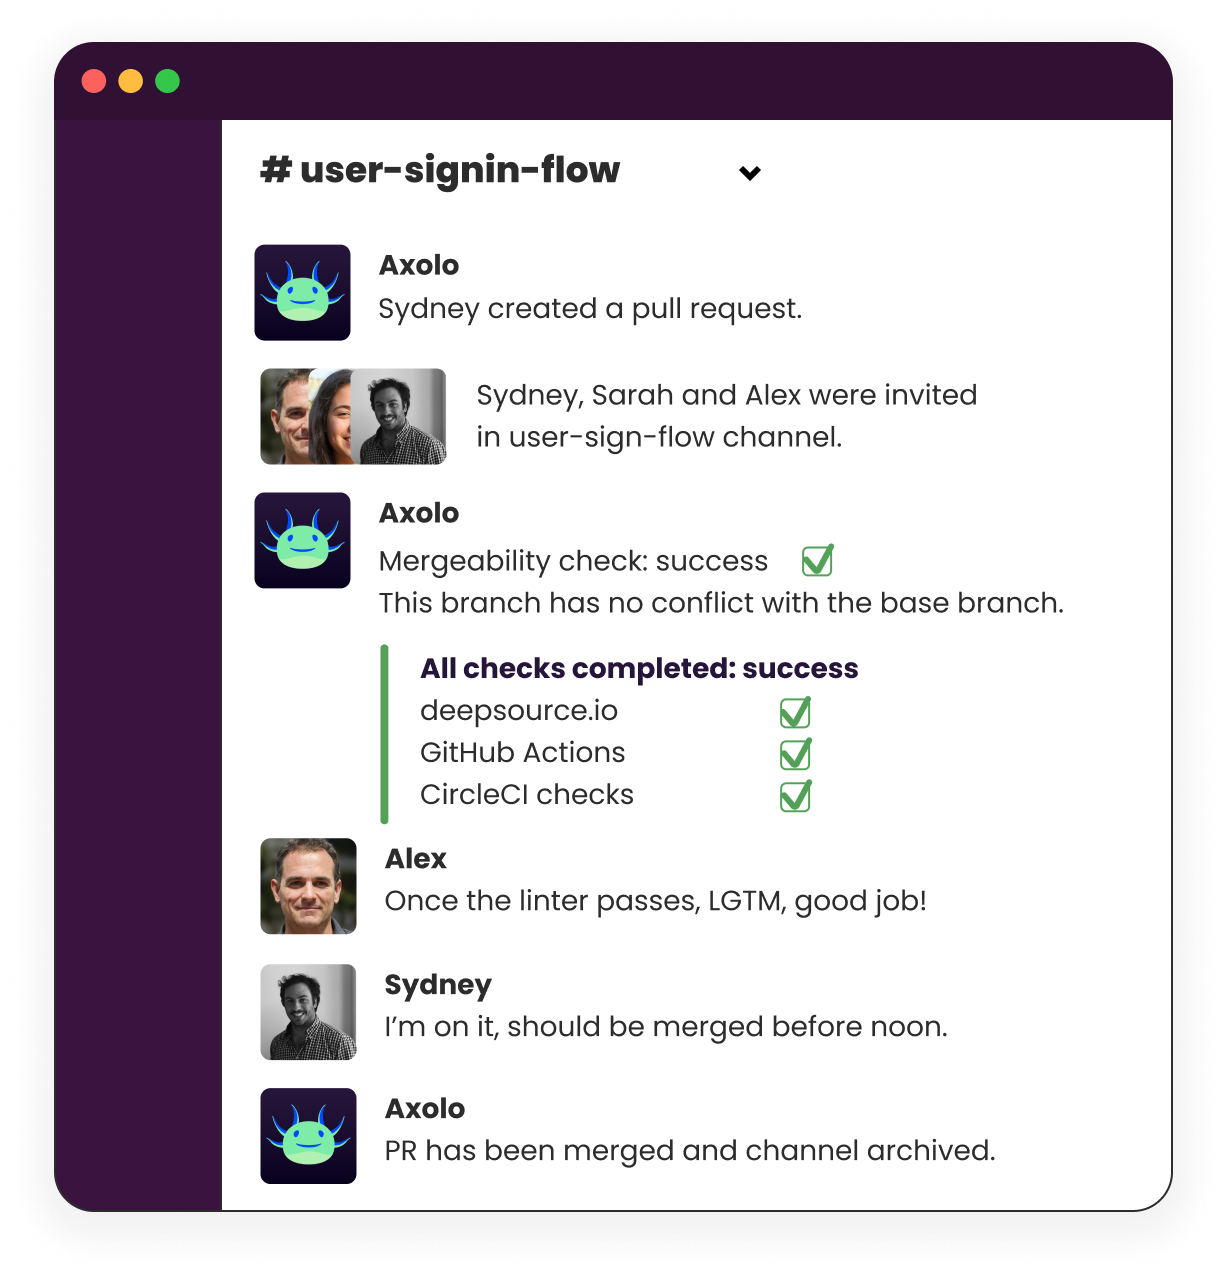 # user-signin-flow
Axolo
Sydney created a pull request.
Sydney, Sarah and Alex were invited
in user-sign-flow channel.
Axolo
Mergeability check: success
This branch has no conflict with the base branch.
All checks completed: success
deepsource.io
GitHub Actions
CircleCI checks
Alex
Once the linter passes, LGTM, good job!
Sydney
I’m on it, should be merged before noon.
Axolo
PR has been merged and channel archived.